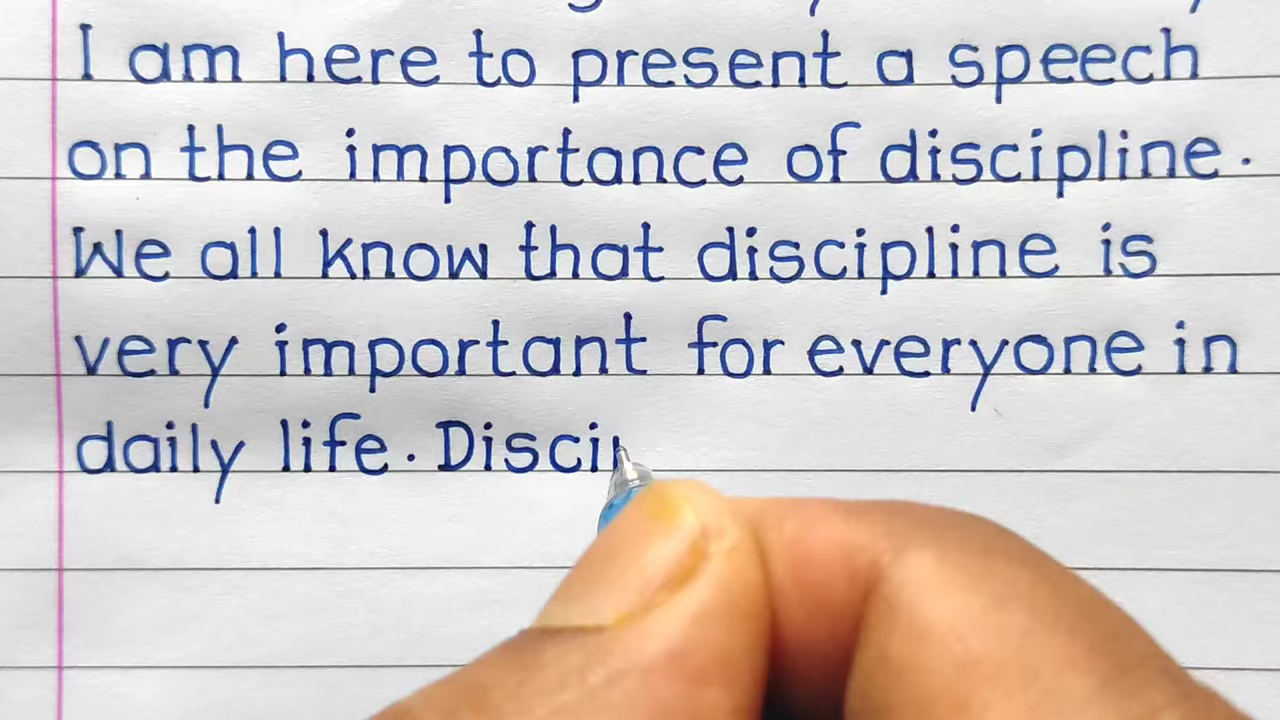 I am here to present a speech
on the importance of discipline.
We all know that discipline is
very important for everyone in
daily life. Disci